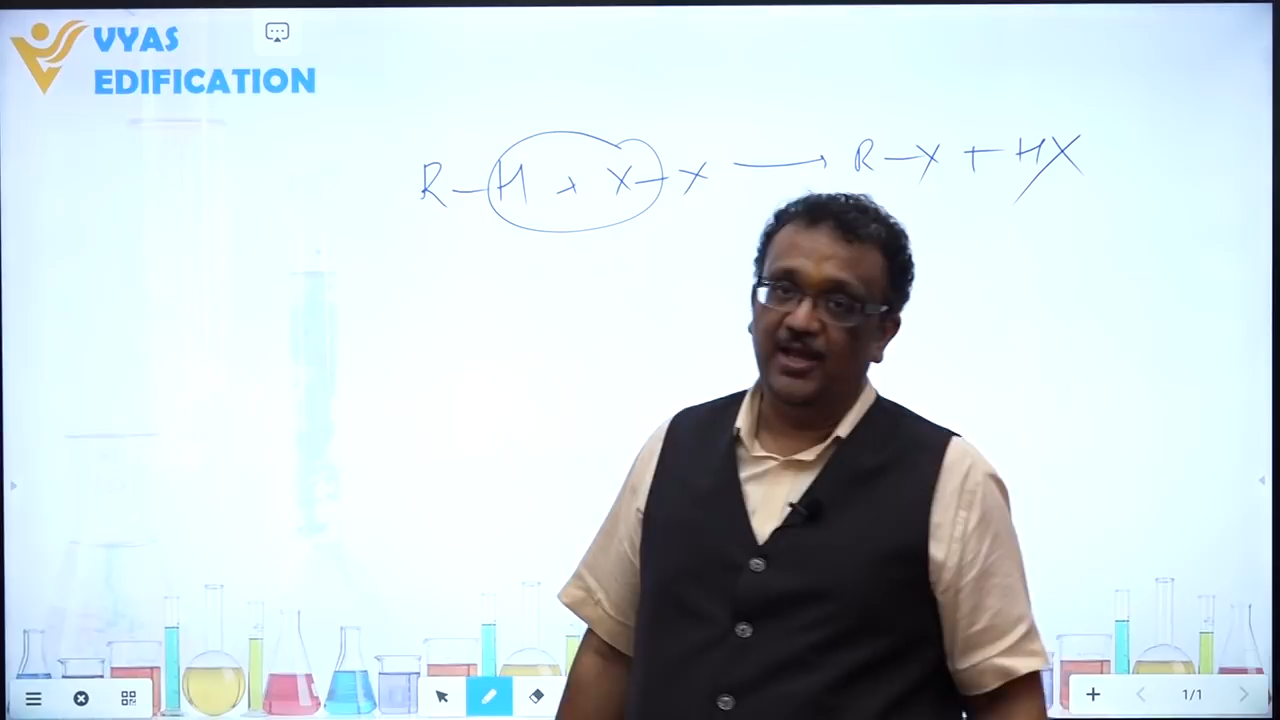 VYAS
EDIFICATION
R-H + X-X → R-X + HX
1/1